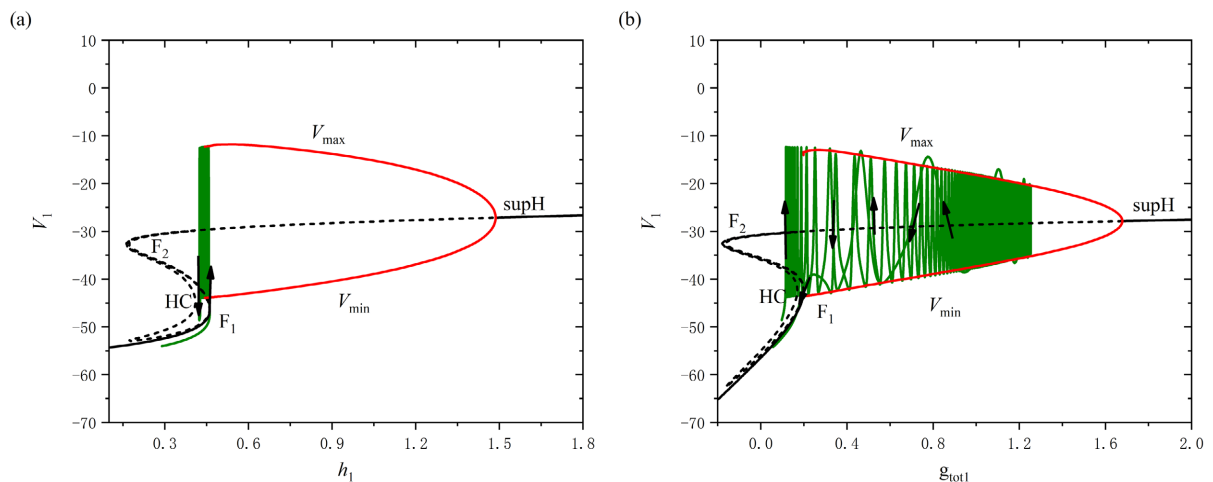 (a)
10
0
-10
-20
-30
-40
-50
-60
-70
V1
Vmax
supH
F2
HC
Vmin
F1
0.3 0.6 0.9 1.2 1.5 1.8
h1
(b)
10
0
-10
-20
-30
-40
-50
-60
-70
V1
Vmax
supH
F2
HC
F1
Vmin
0.0 0.4 0.8 1.2 1.6 2.0
gtot1